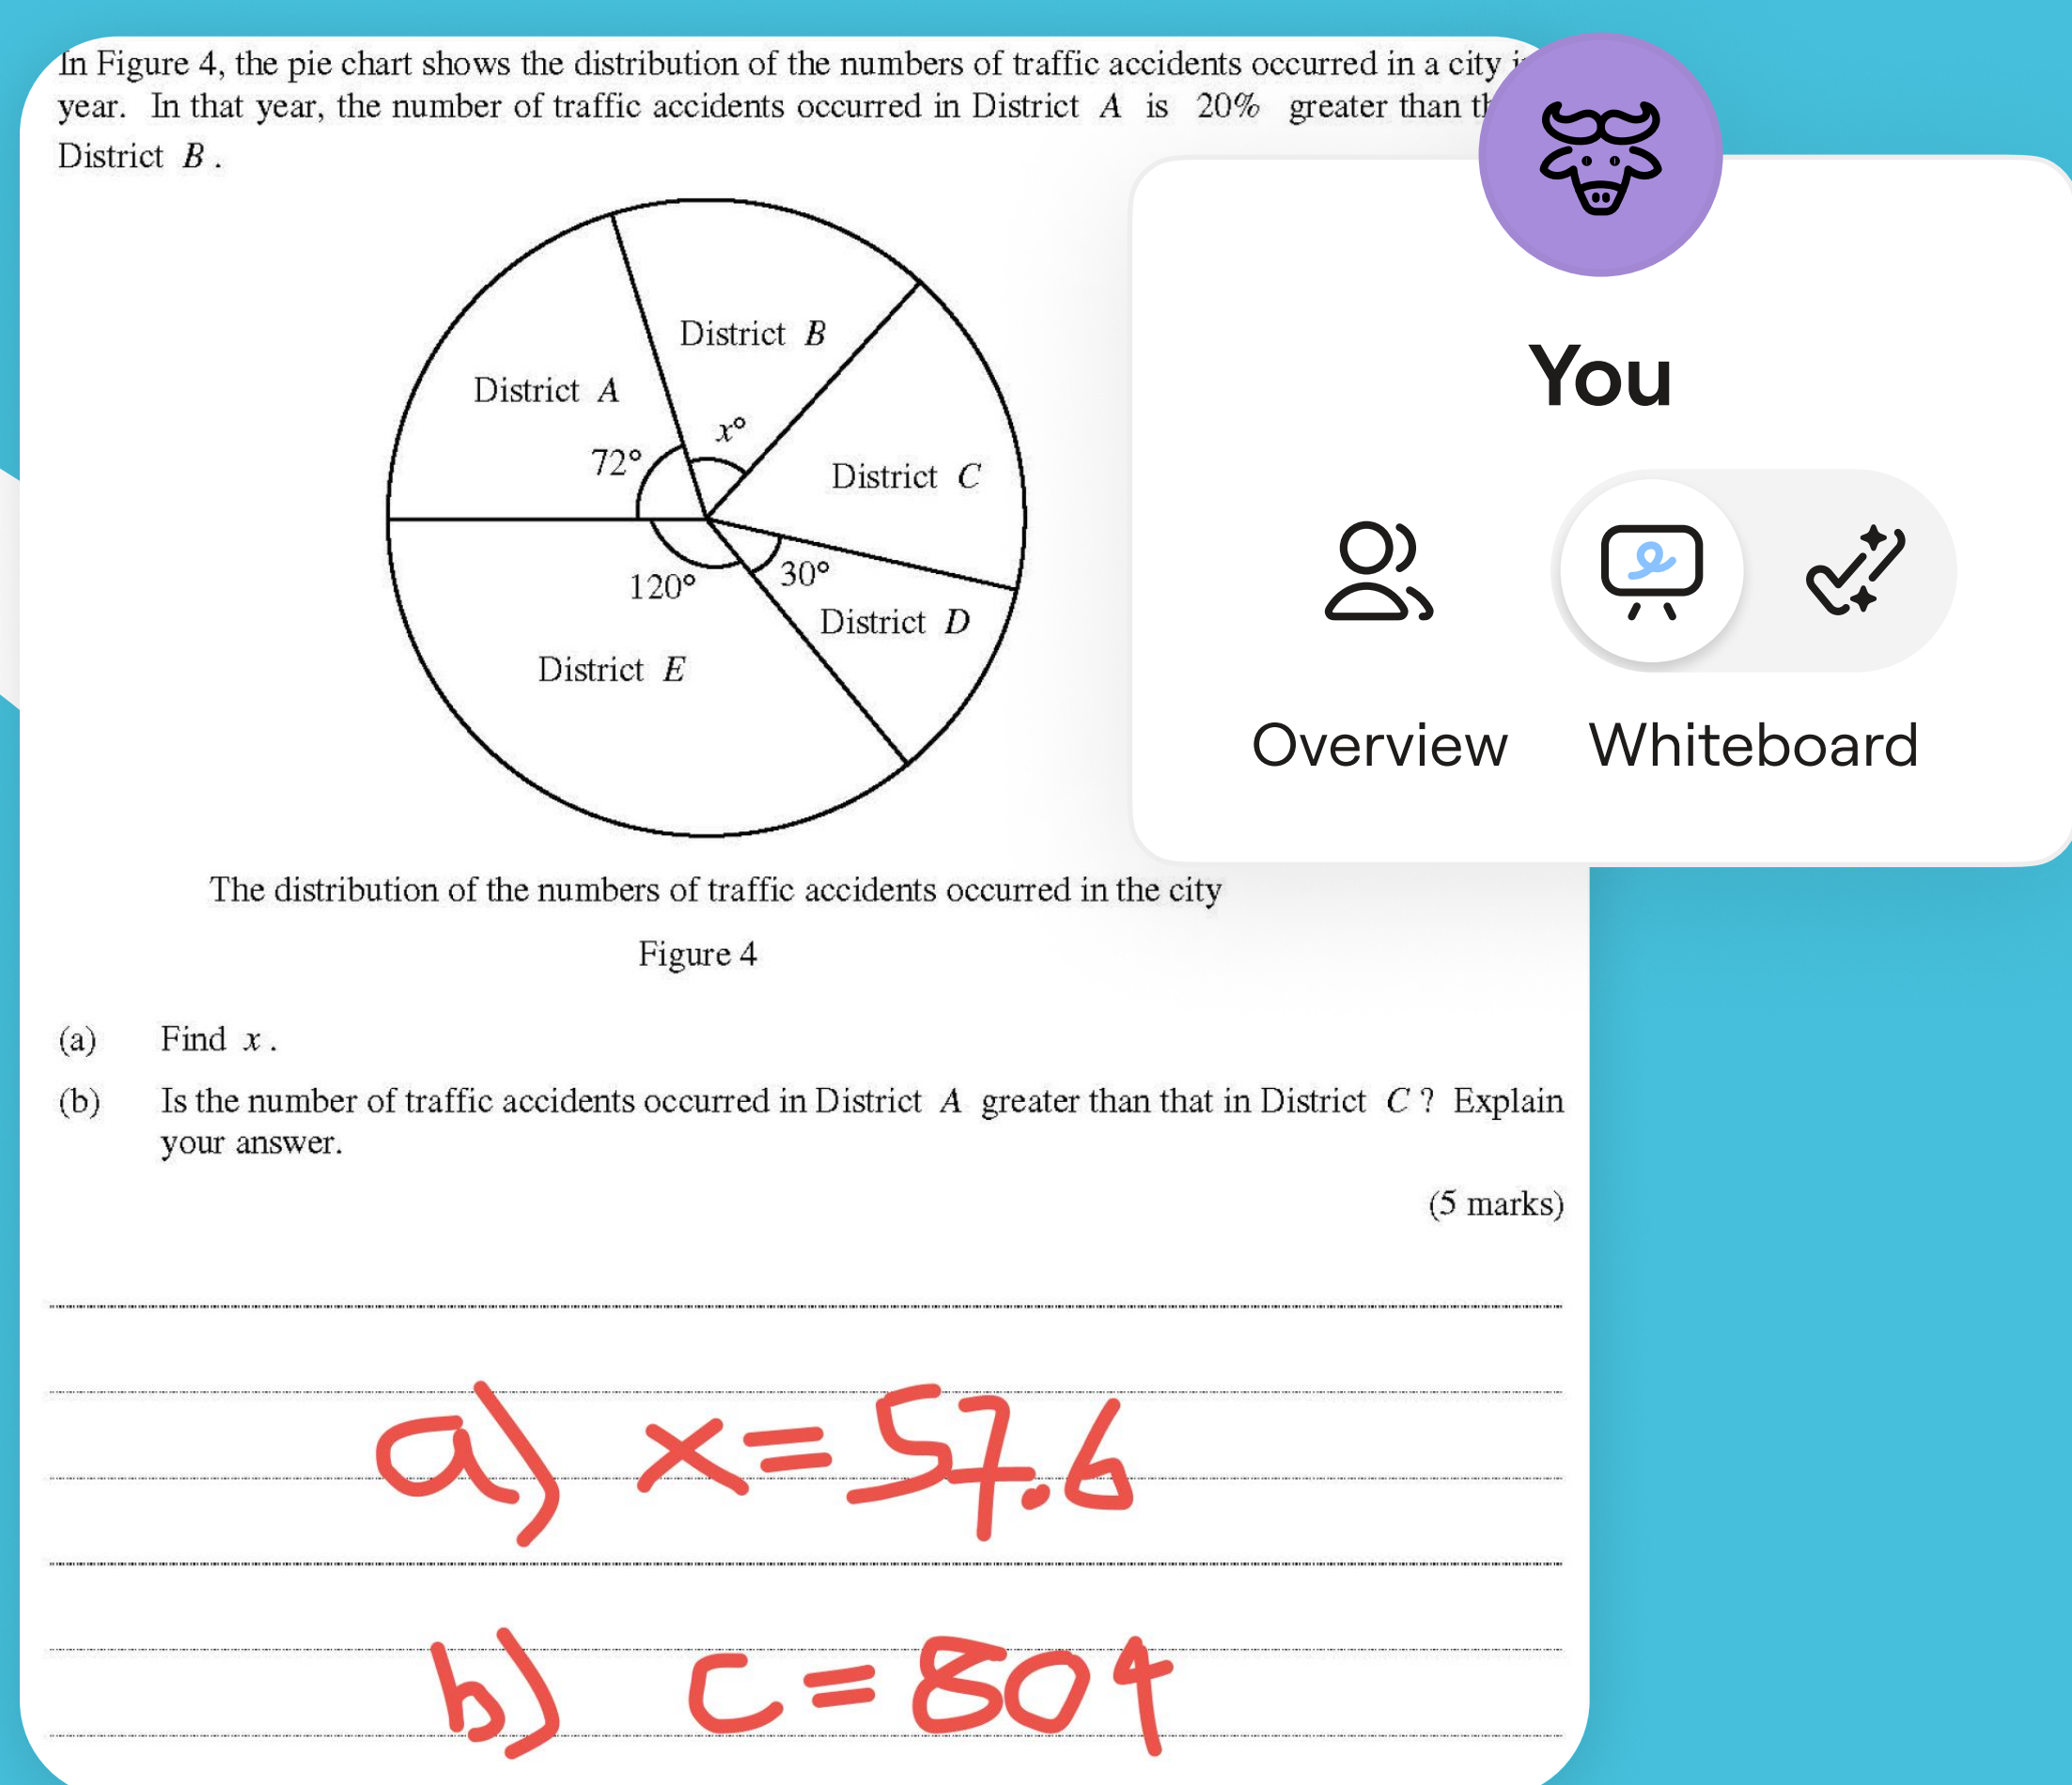 In Figure 4, the pie chart shows the distribution of the numbers of traffic accidents occurred in a city
year. In that year, the number of traffic accidents occurred in District A is 20% greater than
District B .
District B
District A
x°
72°
District C
120°
30°
District D
District E
The distribution of the numbers of traffic accidents occurred in the city
Figure 4
You
Overview Whiteboard
(a) Find x .
(b) Is the number of traffic accidents occurred in District A greater than that in District C ? Explain
your answer.
(5 marks)
a) x=57.6
b) c=804